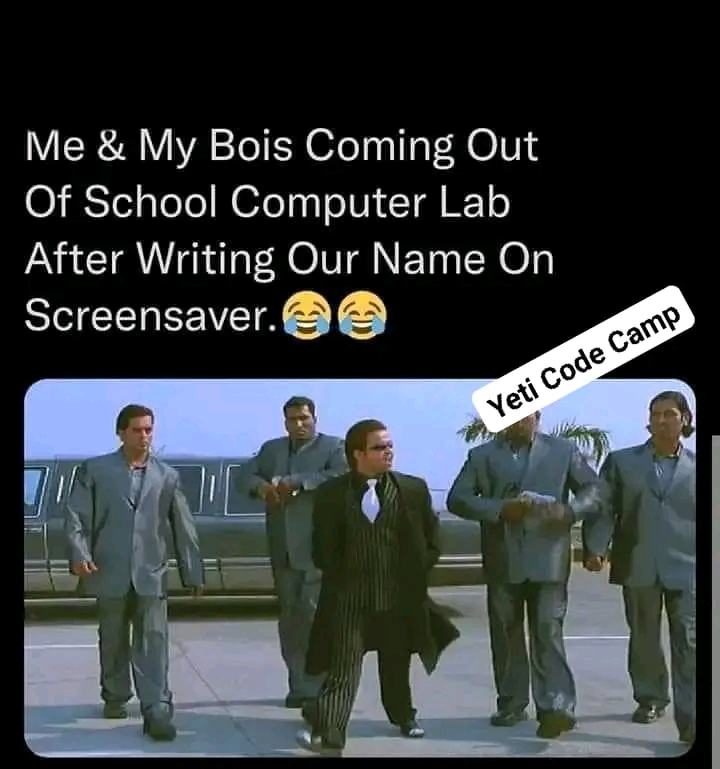 Me & My Bois Coming Out
Of School Computer Lab
After Writing Our Name On
Screensaver.😂😂
Yeti Code Camp